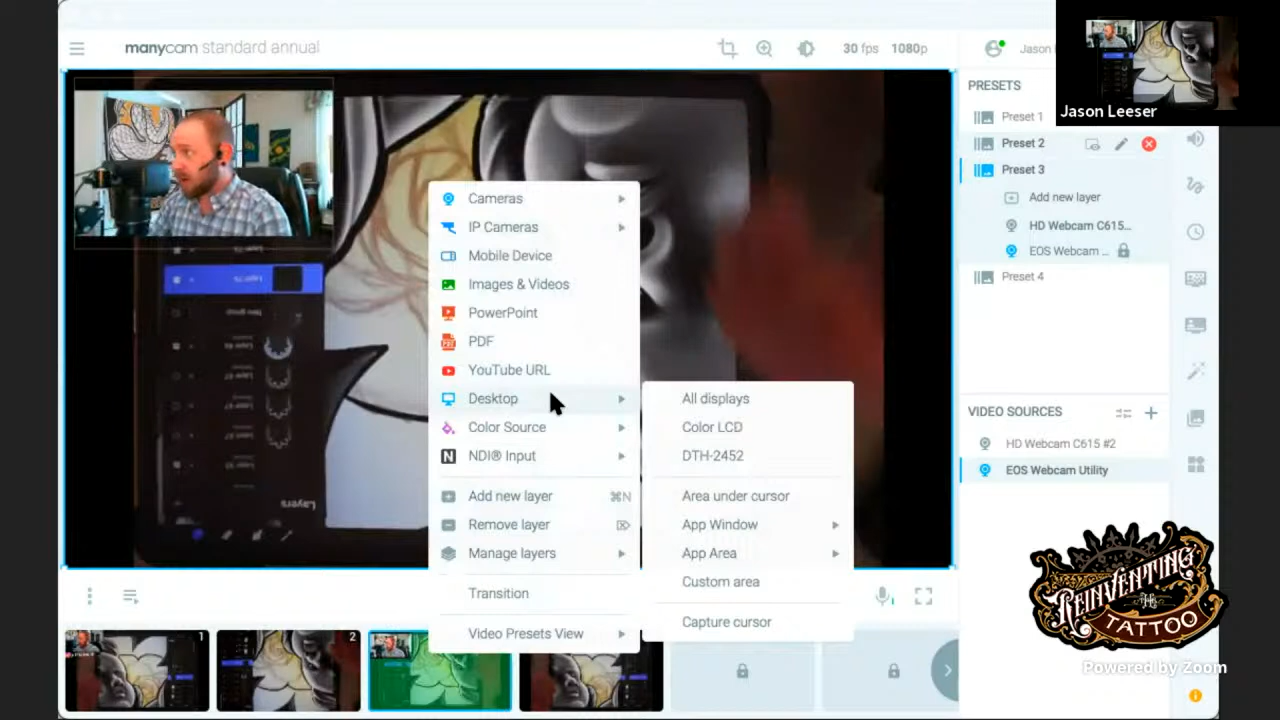 manycam standard annual
30 fps 1080p
Jason
Jason Leeser
PRESETS
Preset 1
Preset 2
Preset 3
Add new layer
HD Webcam C615...
EOS Webcam ...
Preset 4
Cameras
IP Cameras
Mobile Device
Images & Videos
PowerPoint
PDF
YouTube URL
Desktop
Color Source
NDI® Input
Add new layer ⌘N
Remove layer
Manage layers
Transition
Video Presets View
All displays
Color LCD
DTH-2452
Area under cursor
App Window
App Area
Custom area
Capture cursor
VIDEO SOURCES
HD Webcam C615 #2
EOS Webcam Utility
Layers
1
2
REINVENTING
THE
TATTOO
Powered by Zoom